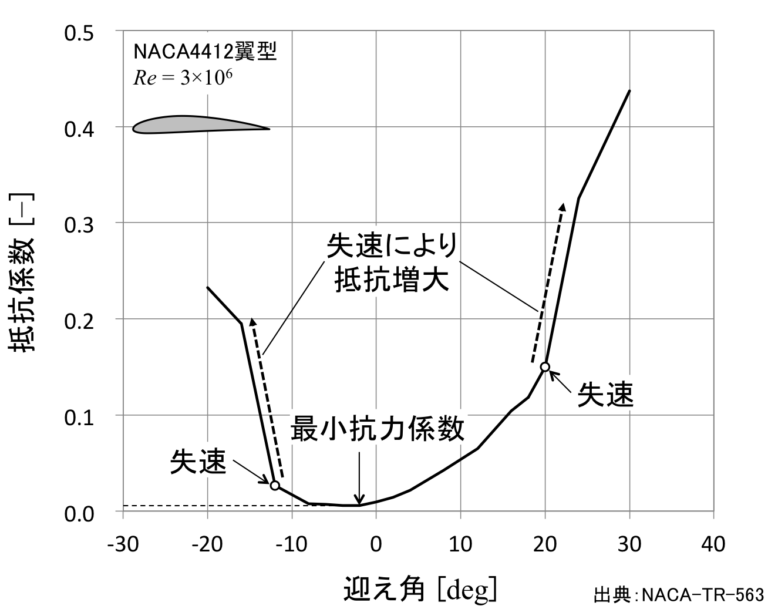 NACA4412翼型
Re = 3×10⁶
抵抗係数 [−]
0.5
0.4
0.3
0.2
0.1
0.0
失速により
抵抗増大
失速
最小抗力係数
失速
-30
-20
-10
0
10
20
30
40
迎え角 [deg]
出典：NACA-TR-563